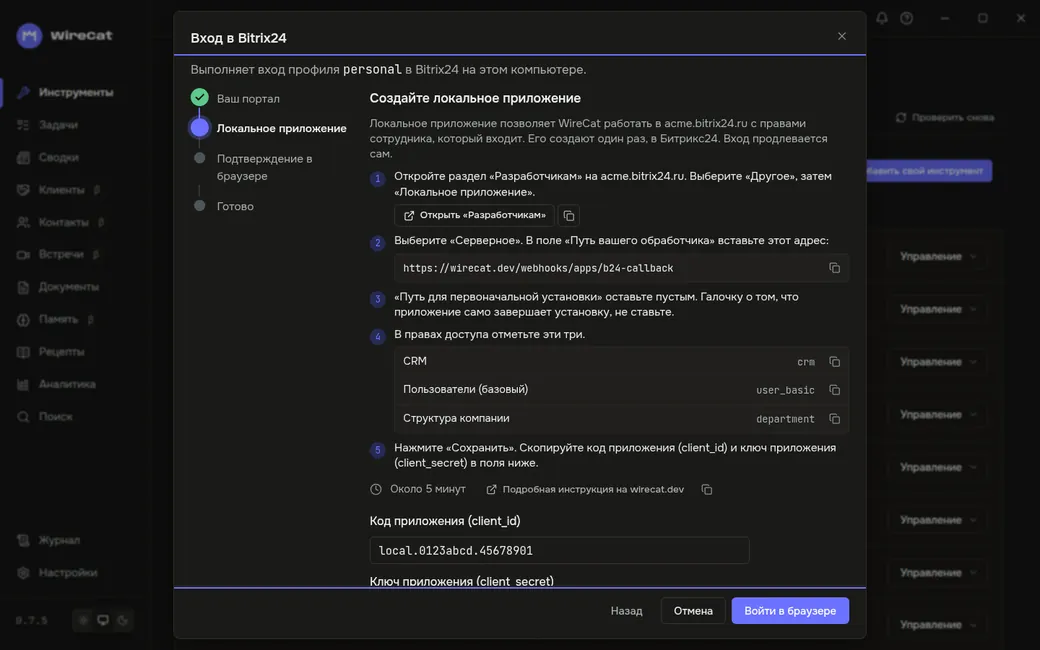 wirecat
Инструменты
Задачи
Сводки
Клиенты β
Контакты β
Встречи β
Документы
Память β
Рецепты
Аналитика
Поиск
Журнал
Настройки
0.7.5
Проверить снова
бавить свой инструмент
Управление
Управление
Управление
Управление
Управление
Управление
Управление
Управление
Вход в Bitrix24
Выполняет вход профиля personal в Bitrix24 на этом компьютере.
Ваш портал
Локальное приложение
Подтверждение в
браузере
Готово
Создайте локальное приложение
Локальное приложение позволяет WireCat работать в acme.bitrix24.ru с правами
сотрудника, который входит. Его создают один раз, в Битрикс24. Вход продлевается
сам.
1 Откройте раздел «Разработчикам» на acme.bitrix24.ru. Выберите «Другое», затем
«Локальное приложение».
Открыть «Разработчикам»
2 Выберите «Серверное». В поле «Путь вашего обработчика» вставьте этот адрес:
https://wirecat.dev/webhooks/apps/b24-callback
3 «Путь для первоначальной установки» оставьте пустым. Галочку о том, что
приложение само завершает установку, не ставьте.
4 В правах доступа отметьте эти три.
CRM crm
Пользователи (базовый) user_basic
Структура компании department
5 Нажмите «Сохранить». Скопируйте код приложения (client_id) и ключ приложения
(client_secret) в поля ниже.
Около 5 минут Подробная инструкция на wirecat.dev
Код приложения (client_id)
local.0123abcd.45678901
Ключ приложения (client_secret)
Назад Отмена Войти в браузере